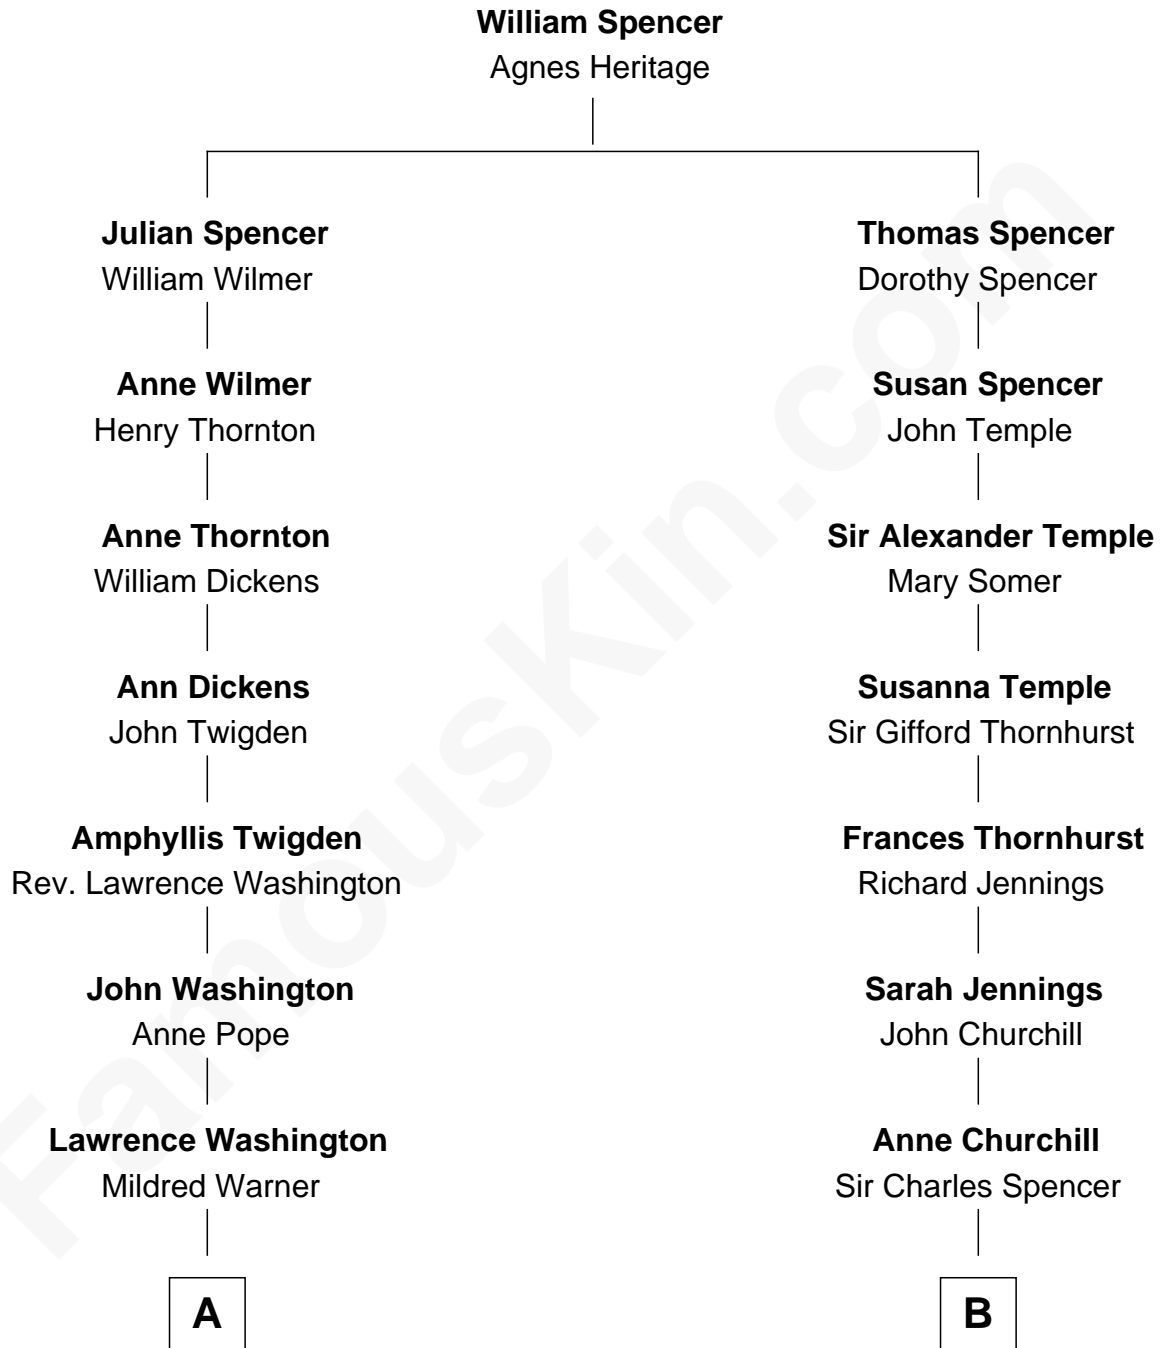 William Spencer
Agnes Heritage
Julian Spencer
William Wilmer
Thomas Spencer
Dorothy Spencer
Anne Wilmer
Henry Thornton
Susan Spencer
John Temple
Anne Thornton
William Dickens
Sir Alexander Temple
Mary Somer
Ann Dickens
John Twigden
Susanna Temple
Sir Gifford Thornhurst
Amphyllis Twigden
Rev. Lawrence Washington
Frances Thornhurst
Richard Jennings
John Washington
Anne Pope
Sarah Jennings
John Churchill
Lawrence Washington
Mildred Warner
Anne Churchill
Sir Charles Spencer
A
B
FamousKin.com